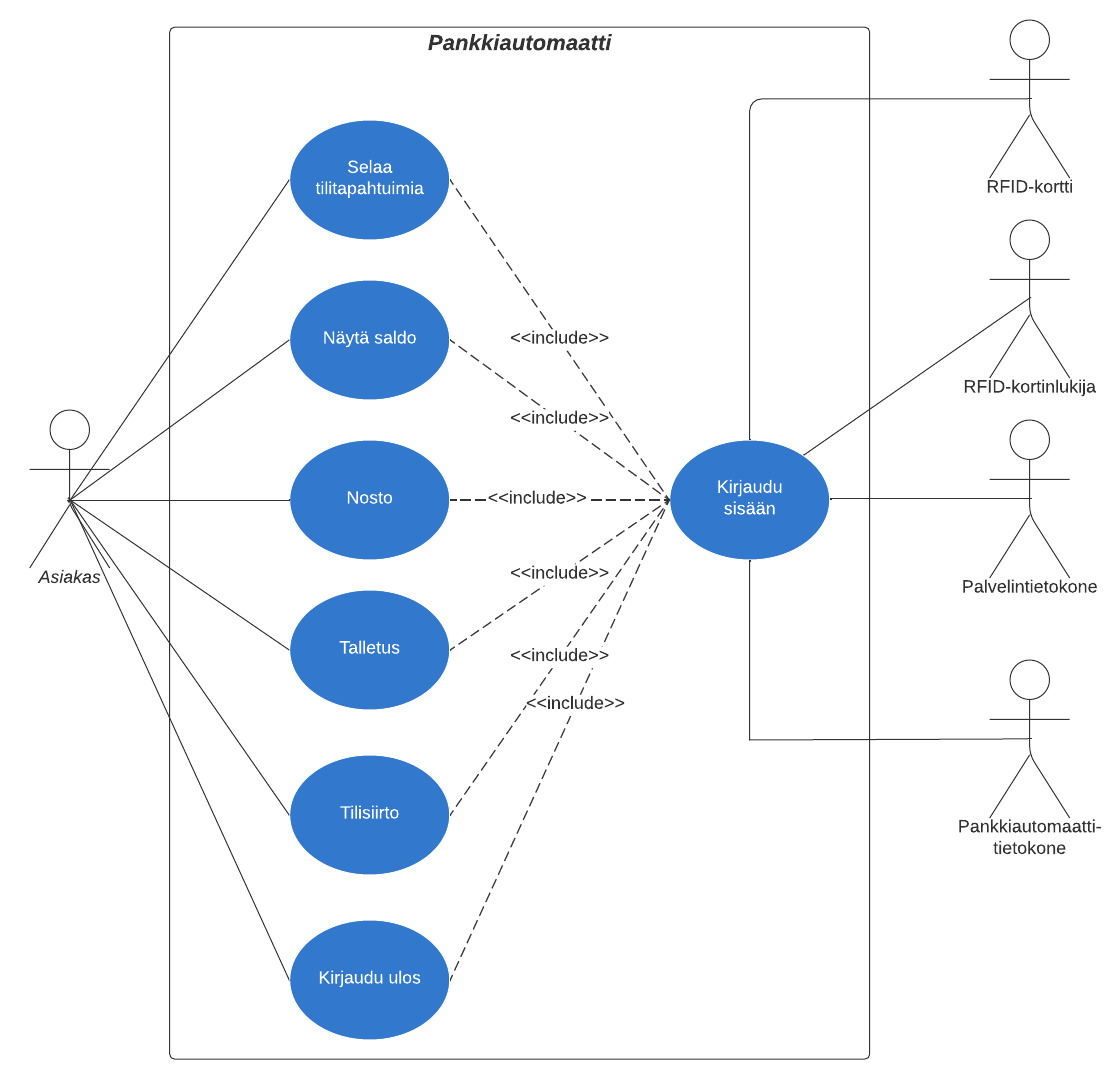 Pankkiautomaatti
Selaa
tilitapahtuimia
Näytä saldo
Nosto
Talletus
Tilisiirto
Kirjaudu ulos
Asiakas
<<include>>
<<include>>
<<include>>
<<include>>
<<include>>
<<include>>
Kirjaudu
sisään
RFID-kortti
RFID-kortinlukija
Palvelintietokone
Pankkiautomaatti-
tietokone